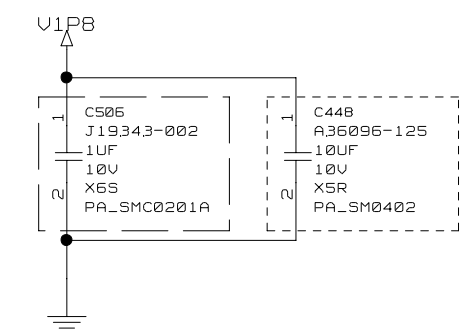 V1P8
1
C506
J19343-002
1UF
10V
X6S
PA_SMC0201A
2
1
C448
A36096-125
10UF
10V
X5R
PA_SM0402
2